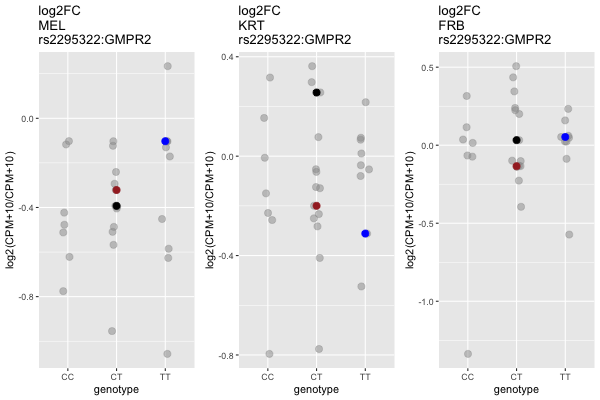 log2FC
MEL
rs2295322:GMPR2
log2(CPM+10/CPM+10)
0.0
-0.4
-0.8
CC
CT
TT
genotype
log2FC
KRT
rs2295322:GMPR2
log2(CPM+10/CPM+10)
0.4
0.0
-0.4
-0.8
CC
CT
TT
genotype
log2FC
FRB
rs2295322:GMPR2
log2(CPM+10/CPM+10)
0.5
0.0
-0.5
-1.0
CC
CT
TT
genotype